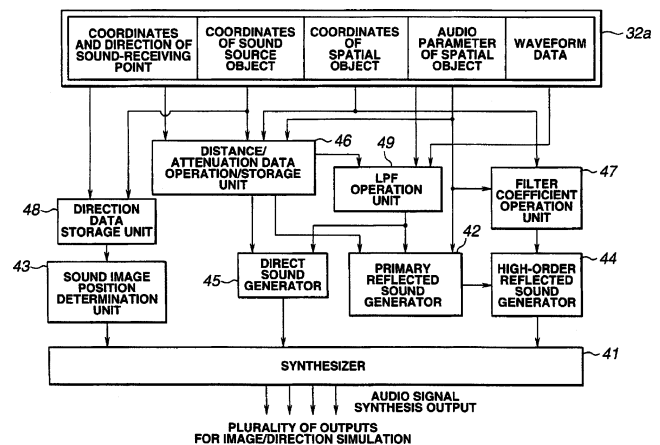 COORDINATES
AND DIRECTION OF
SOUND-RECEIVING
POINT
COORDINATES
OF SOUND
SOURCE
OBJECT
COORDINATES
OF
SPATIAL
OBJECT
AUDIO
PARAMETER
OF SPATIAL
OBJECT
WAVEFORM
DATA
32a
46
DISTANCE/
ATTENUATION DATA
OPERATION/STORAGE
UNIT
49
LPF
OPERATION
UNIT
47
FILTER
COEFFICIENT
OPERATION
UNIT
48
DIRECTION
DATA
STORAGE UNIT
43
SOUND IMAGE
POSITION
DETERMINATION
UNIT
45
DIRECT
SOUND
GENERATOR
42
PRIMARY
REFLECTED
SOUND
GENERATOR
44
HIGH-ORDER
REFLECTED
SOUND
GENERATOR
SYNTHESIZER
41
AUDIO SIGNAL
SYNTHESIS OUTPUT
PLURALITY OF OUTPUTS
FOR IMAGE/DIRECTION SIMULATION